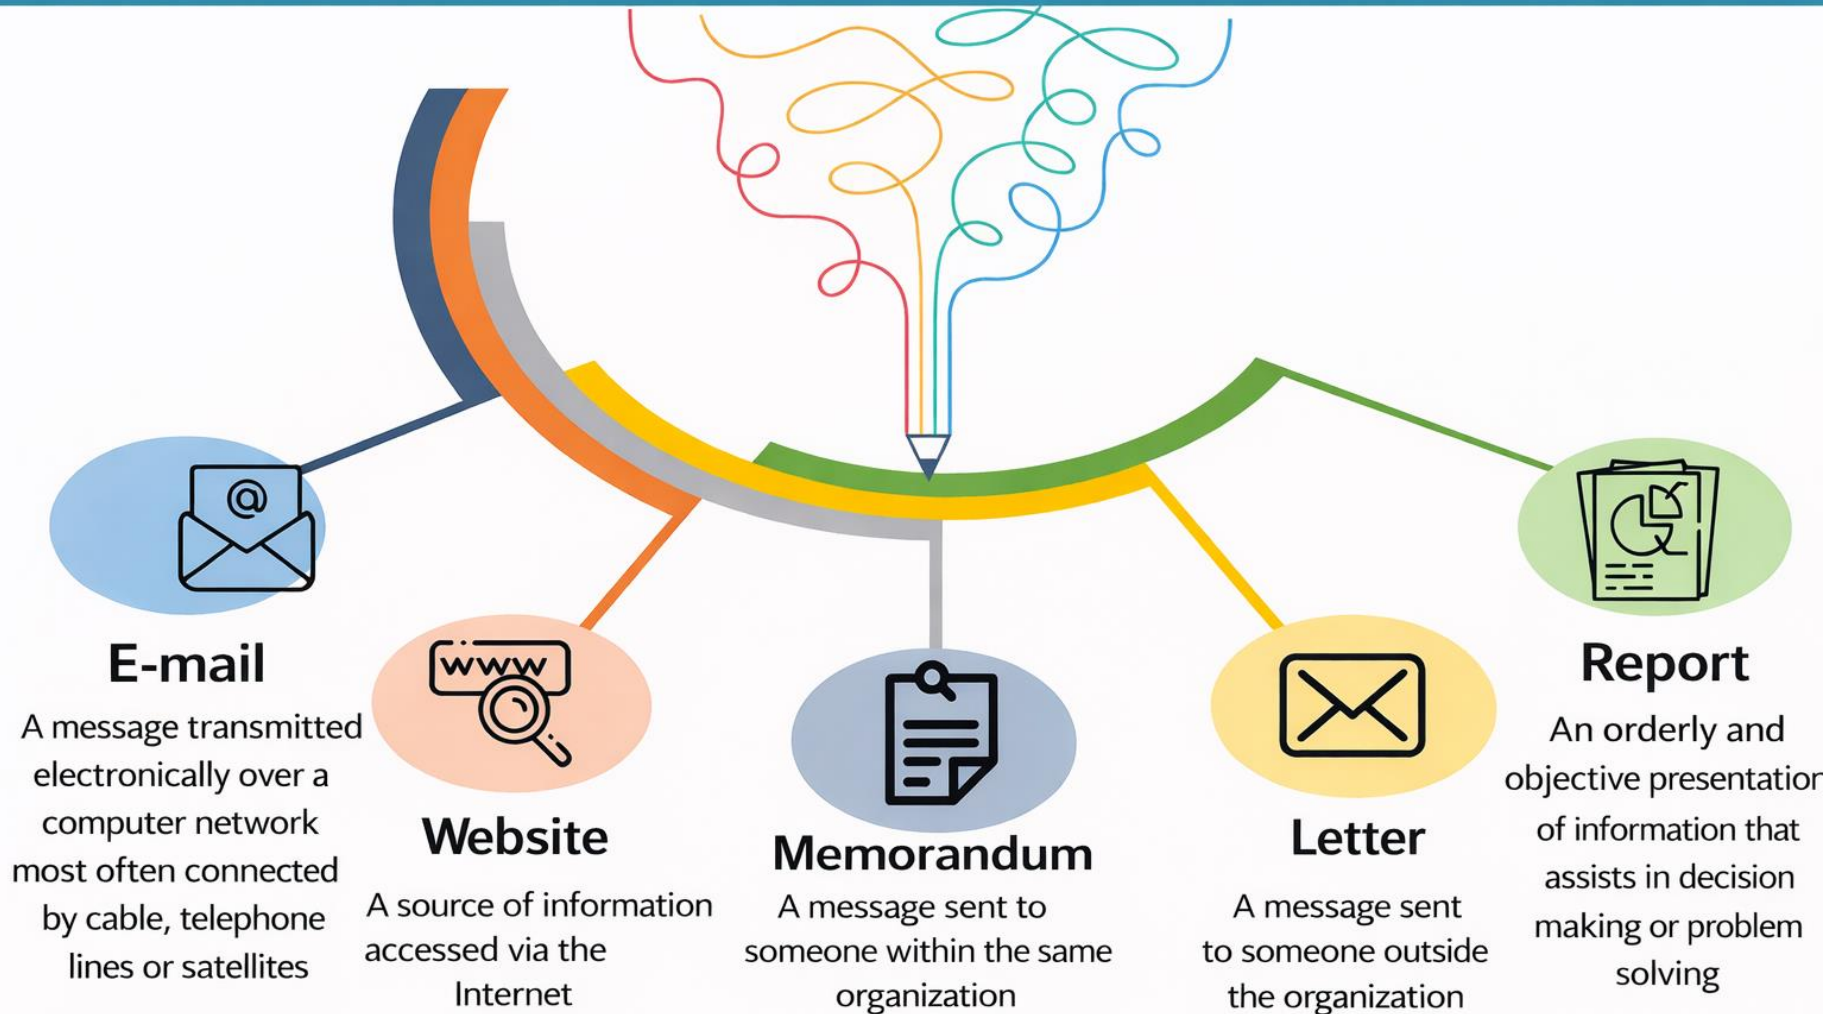 @
E-mail
A message transmitted
electronically over a
computer network
most often connected
by cable, telephone
lines or satellites
www
Website
A source of information
accessed via the
Internet
Memorandum
A message sent to
someone within the same
organization
Letter
A message sent
to someone outside
the organization
Report
An orderly and
objective presentation
of information that
assists in decision
making or problem
solving